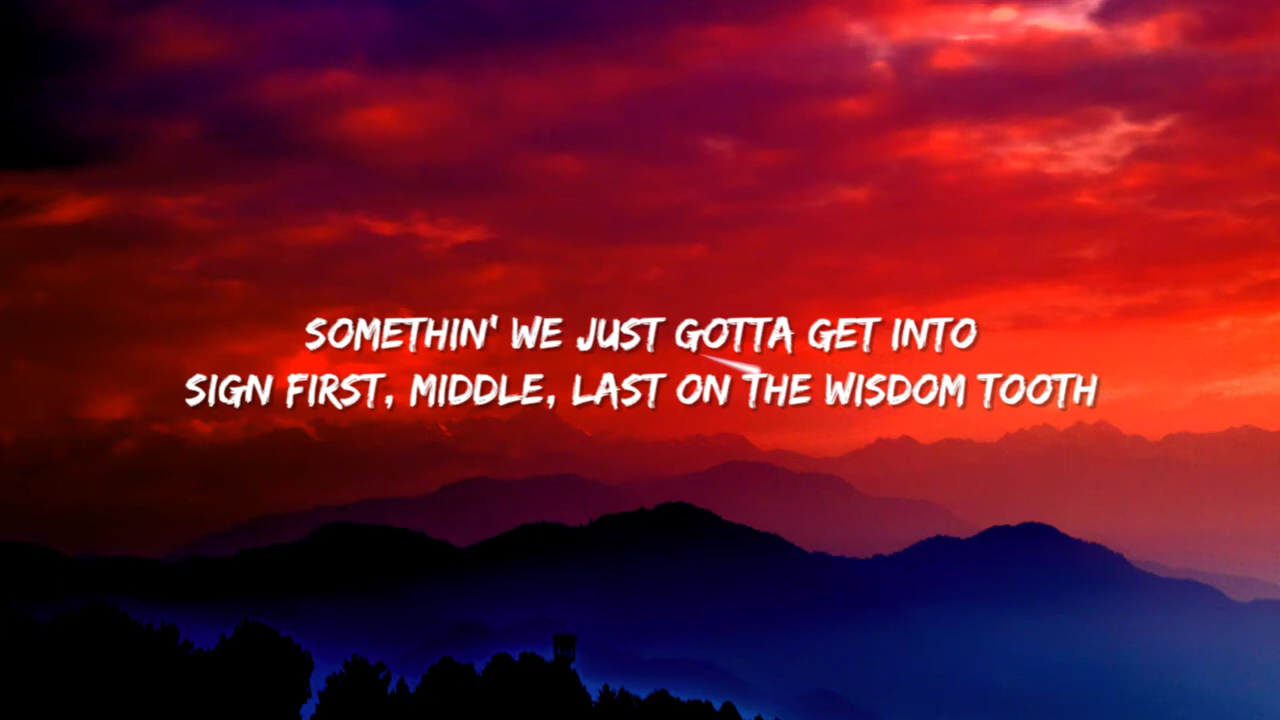 SOMETHIN' WE JUST GOTTA GET INTO
SIGN FIRST, MIDDLE, LAST ON THE WISDOM TOOTH